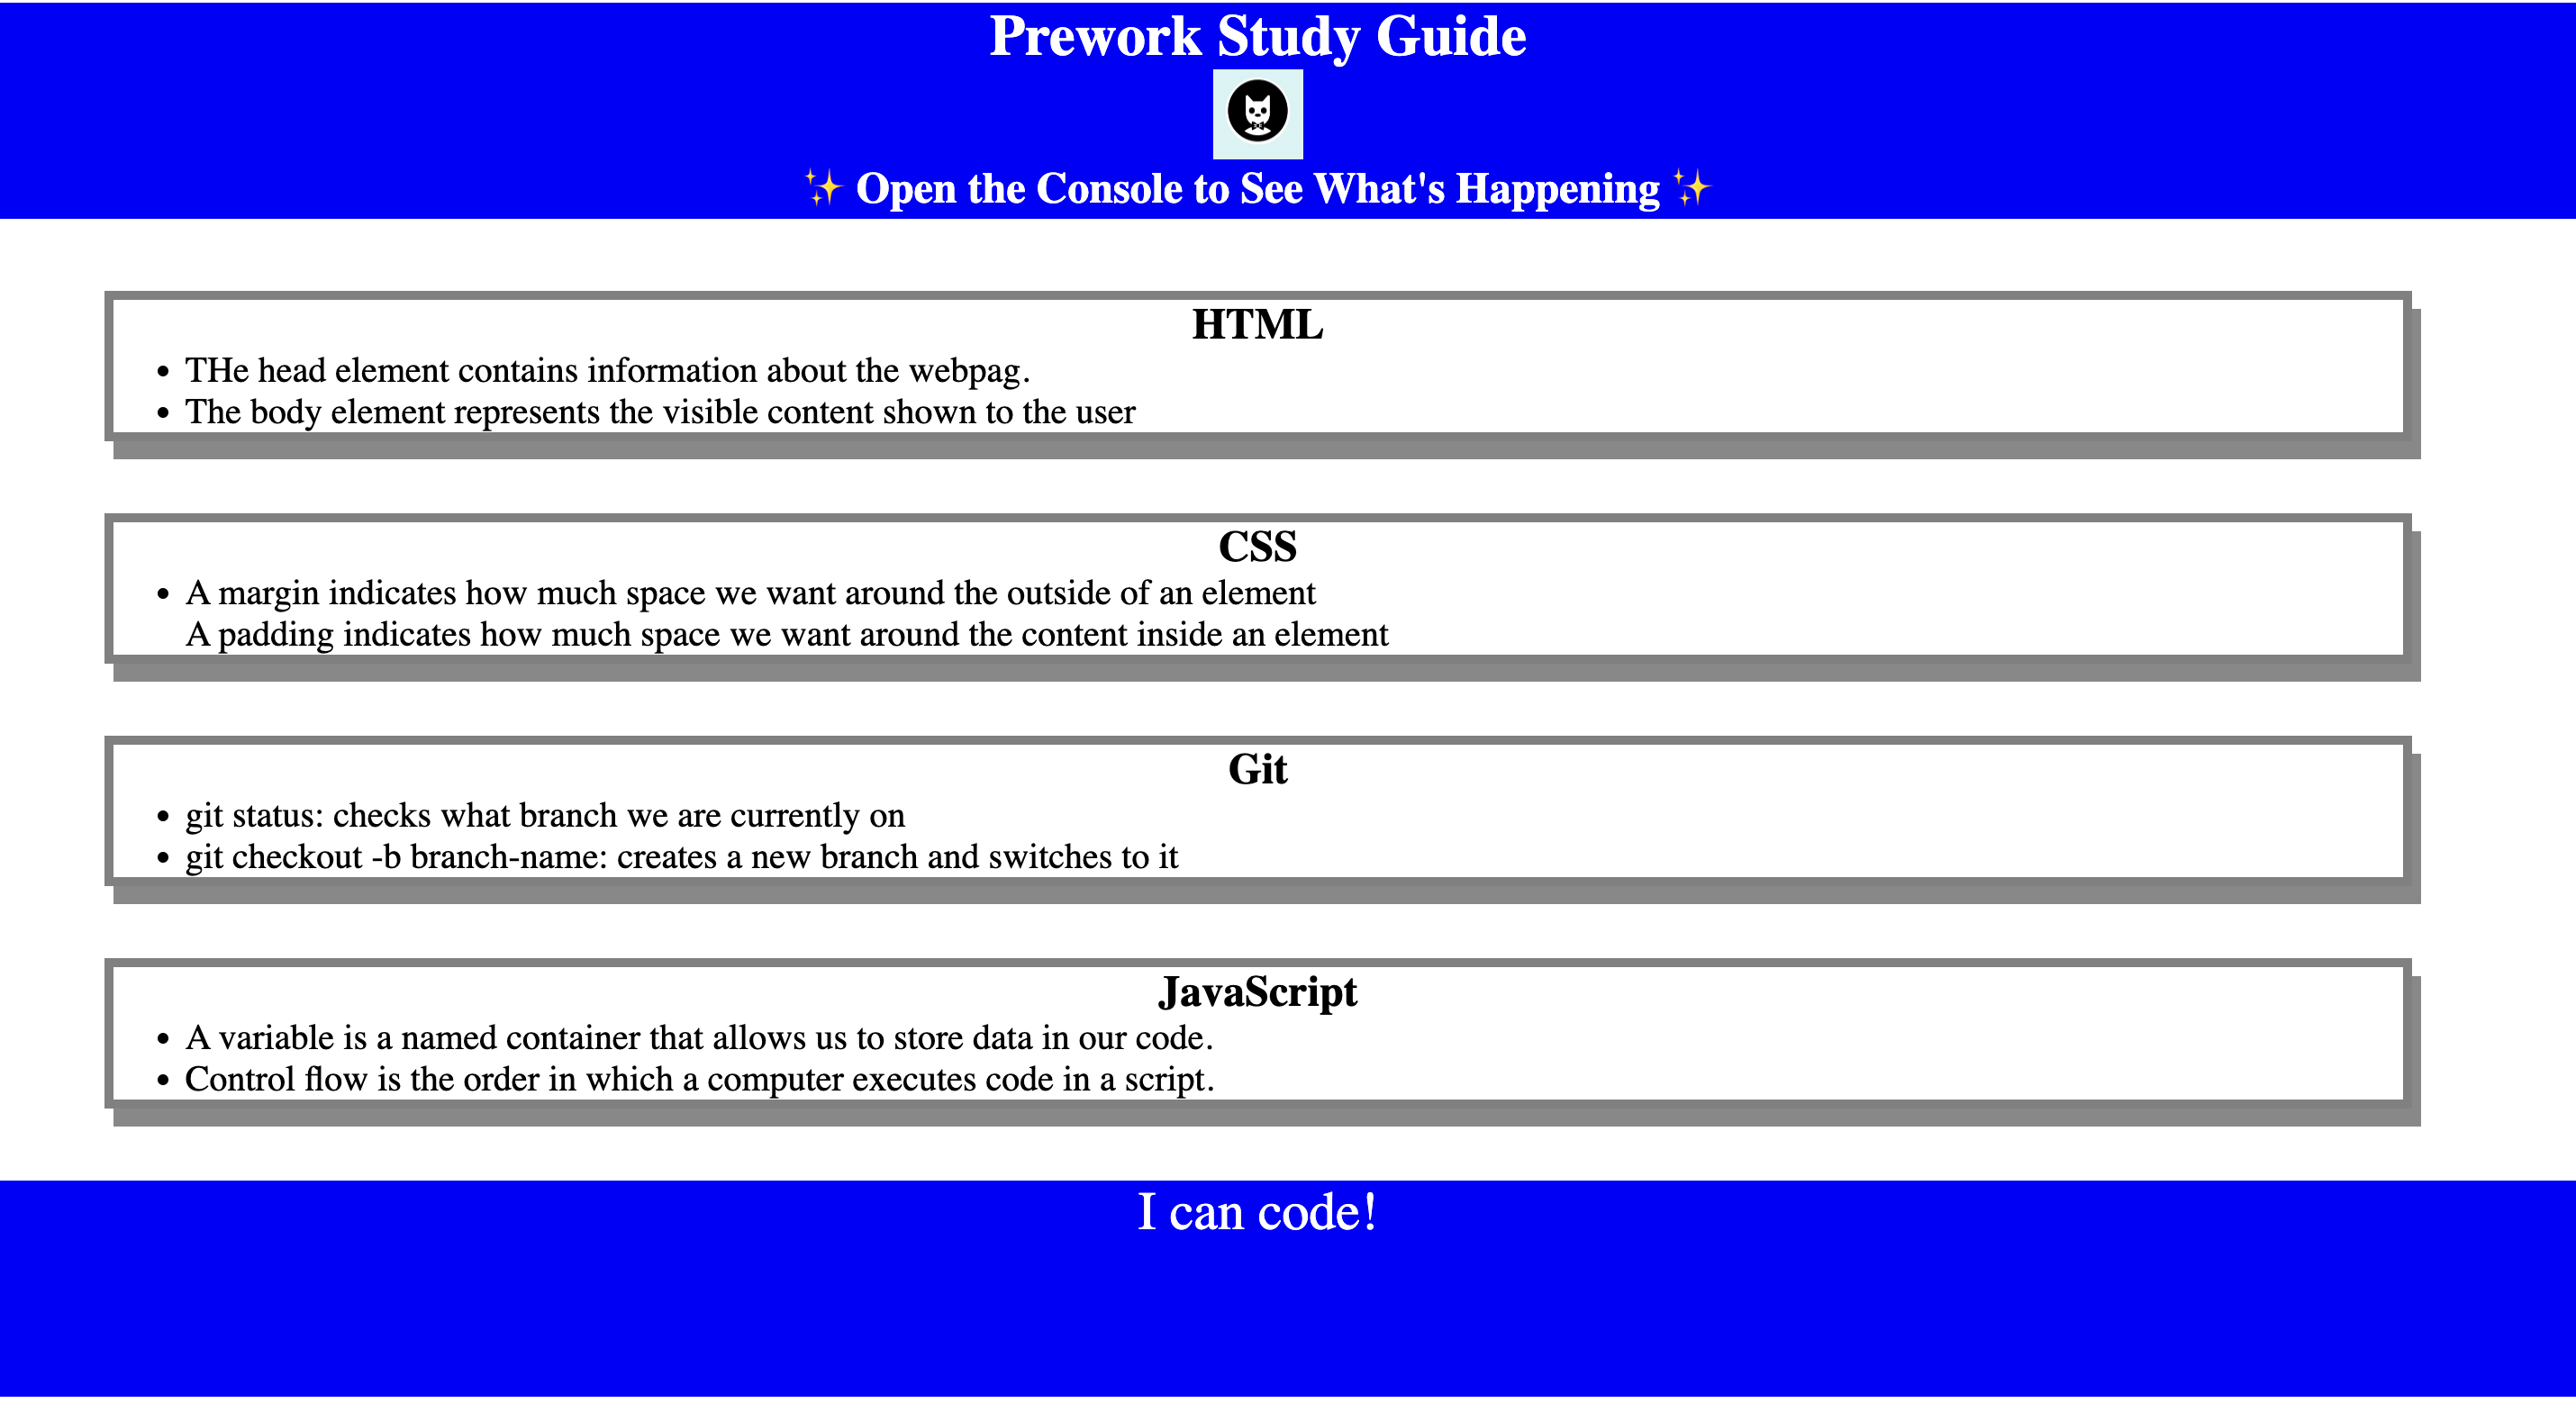 Prework Study Guide
✨ Open the Console to See What's Happening ✨
HTML
• THe head element contains information about the webpag.
• The body element represents the visible content shown to the user
CSS
• A margin indicates how much space we want around the outside of an element
A padding indicates how much space we want around the content inside an element
Git
• git status: checks what branch we are currently on
• git checkout -b branch-name: creates a new branch and switches to it
JavaScript
• A variable is a named container that allows us to store data in our code.
• Control flow is the order in which a computer executes code in a script.
I can code!